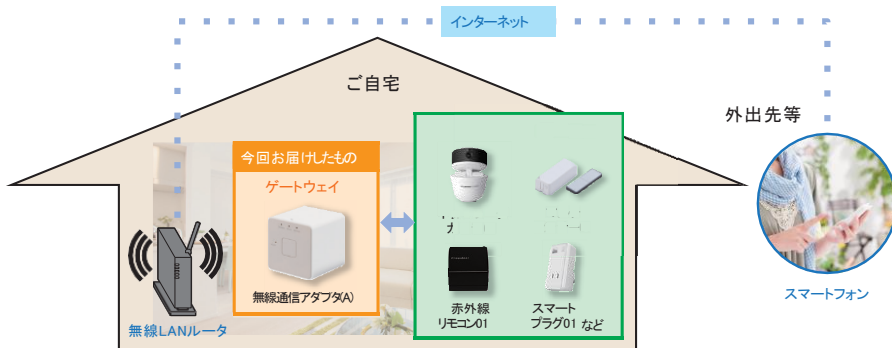 インターネット
ご自宅
外出先等
今回お届けしたもの
ゲートウェイ
無線通信アダプタ(A)
赤外線
リモコン01
スマート
プラグ01 など
無線LANルータ
スマートフォン